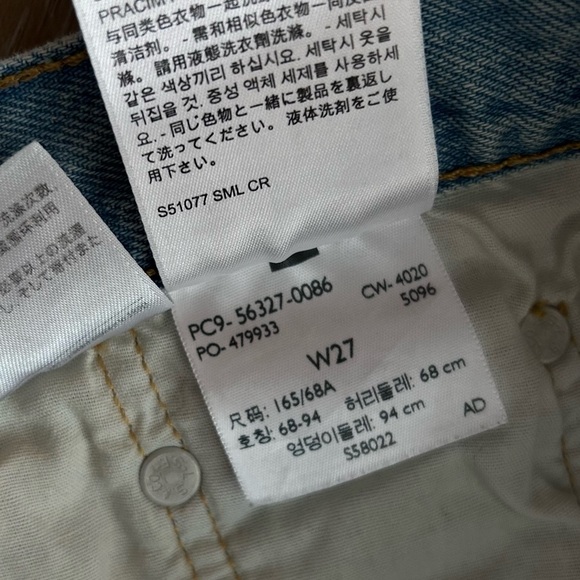 与同类色衣物一起洗
清洁剂。- 需和相似色衣物
滌。請用液態洗衣劑洗滌。세탁시
같은 색상끼리 하십시요. 세탁시 옷을
뒤집을 것. 중성 액체 세제를 사용하세
요. - 同じ色物と一緒に製品を裏返し
て洗ってください。液体洗剤をご使
用下さい。
S51077 SML CR
PC9- 56327-0086
CW- 4020
PO- 479933
5096
W27
尺码: 165/68A 허리둘레: 68 cm
호칭: 68-94 엉덩이둘레: 94 cm
AD
S58022